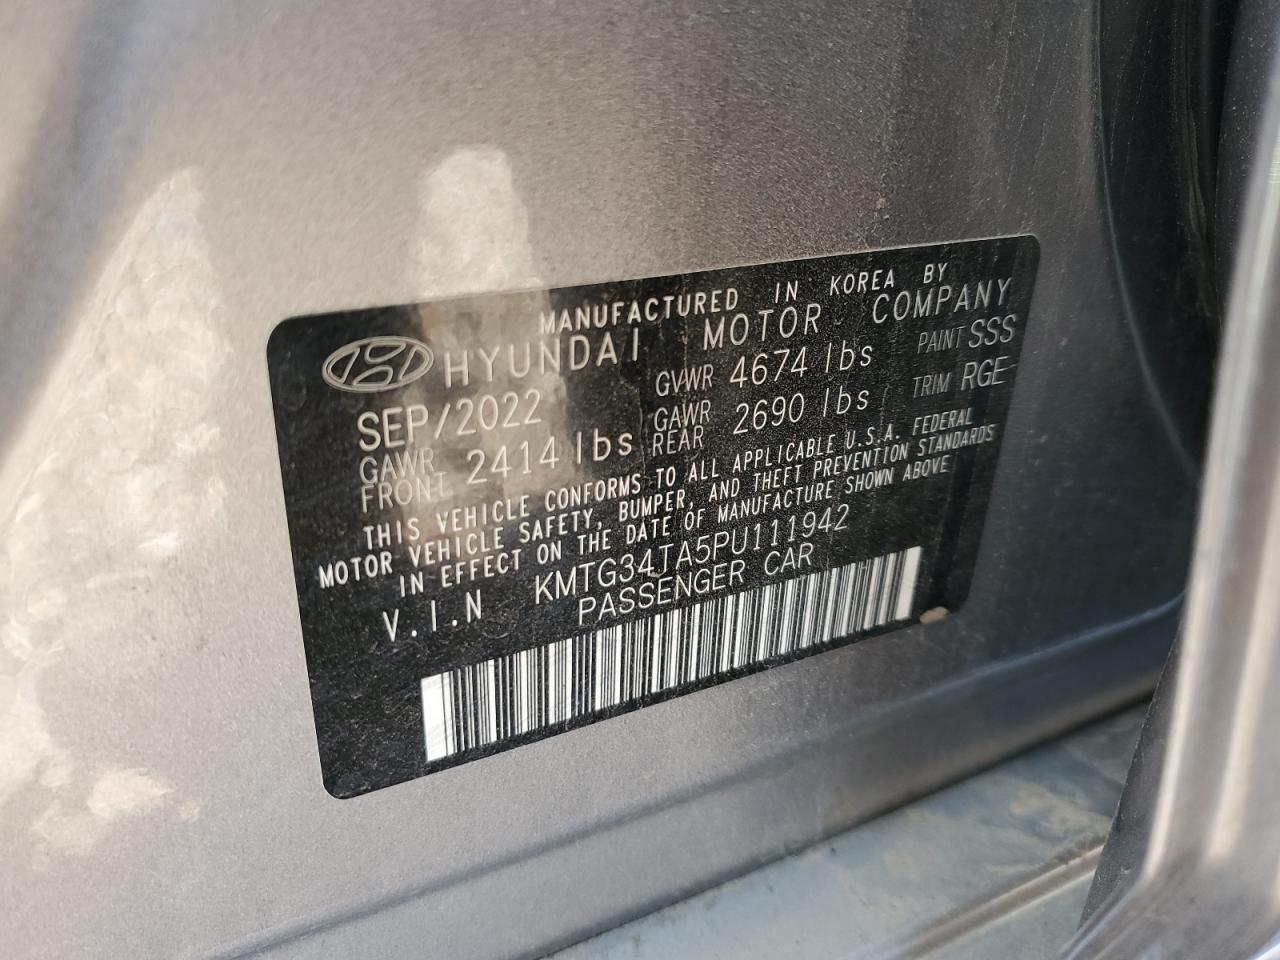 MANUFACTURED IN KOREA BY
HYUNDAI MOTOR COMPANY
SEP/2022 GVWR 4674 lbs PAINT SSS
GAWR FRONT 2414 lbs GAWR REAR 2690 lbs TRIM RGE
THIS VEHICLE CONFORMS TO ALL APPLICABLE U.S.A. FEDERAL
MOTOR VEHICLE SAFETY, BUMPER, AND THEFT PREVENTION STANDARDS
IN EFFECT ON THE DATE OF MANUFACTURE SHOWN ABOVE
V.I.N KMTG34TA5PU111942
PASSENGER CAR